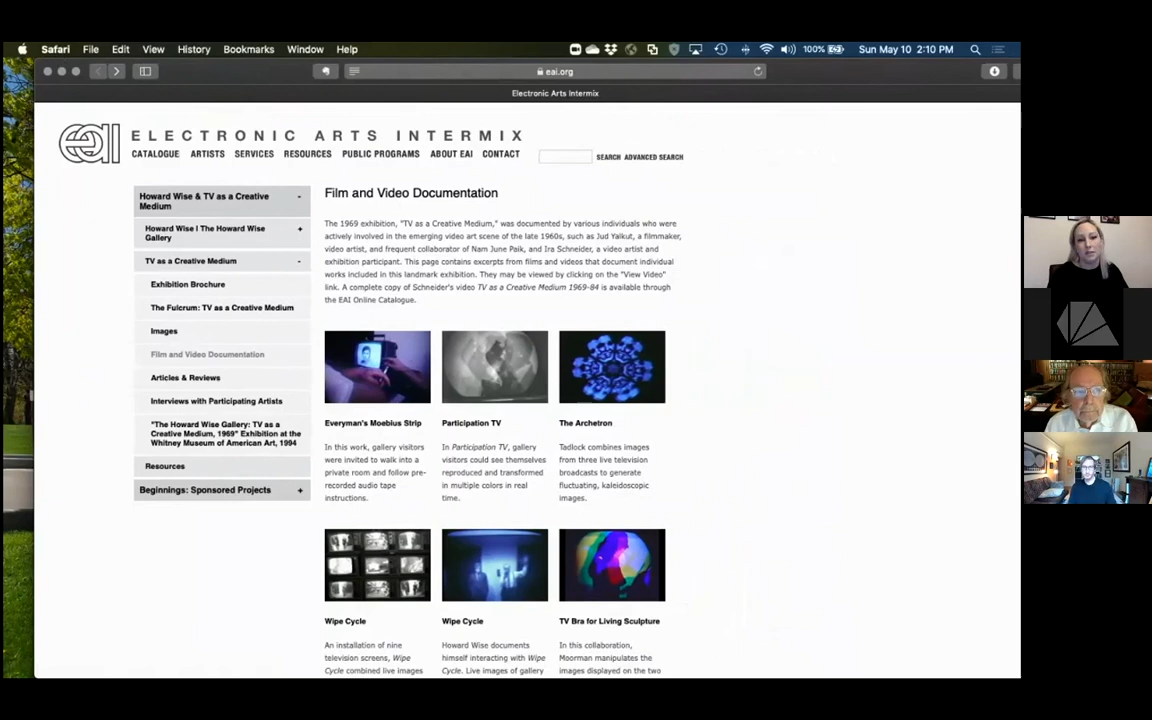 Safari File Edit View History Bookmarks Window Help 100% Sun May 10 2:10 PM
eai.org
Electronic Arts Intermix
eai ELECTRONIC ARTS INTERMIX
CATALOGUE ARTISTS SERVICES RESOURCES PUBLIC PROGRAMS ABOUT EAI CONTACT SEARCH ADVANCED SEARCH
Howard Wise & TV as a Creative
Medium -
Howard Wise I The Howard Wise
Gallery +
TV as a Creative Medium -
Exhibition Brochure
The Fulcrum: TV as a Creative Medium
Images
Film and Video Documentation
Articles & Reviews
Interviews with Participating Artists
"The Howard Wise Gallery: TV as a
Creative Medium, 1969" Exhibition at the
Whitney Museum of American Art, 1994
Resources
Beginnings: Sponsored Projects +
Film and Video Documentation
The 1969 exhibition, "TV as a Creative Medium," was documented by various individuals who were
actively involved in the emerging video art scene of the late 1960s, such as Jud Yalkut, a filmmaker,
video artist, and frequent collaborator of Nam June Paik, and Ira Schneider, a video artist and
exhibition participant. This page contains excerpts from films and videos that document individual
works included in this landmark exhibition. They may be viewed by clicking on the "View Video"
link. A complete copy of Schneider's video TV as a Creative Medium 1969-84 is available through
the EAI Online Catalogue.
Everyman's Moebius Strip
In this work, gallery visitors
were invited to walk into a
private room and follow pre-
recorded audio tape
instructions.
Participation TV
In Participation TV, gallery
visitors could see themselves
reproduced and transformed
in multiple colors in real
time.
The Archetron
Tadlock combines images
from three live television
broadcasts to generate
fluctuating, kaleidoscopic
images.
Wipe Cycle
An installation of nine
television screens, Wipe
Cycle combined live images
Wipe Cycle
Howard Wise documents
himself interacting with Wipe
Cycle. Live images of gallery
TV Bra for Living Sculpture
In this collaboration,
Moorman manipulates the
images displayed on the two